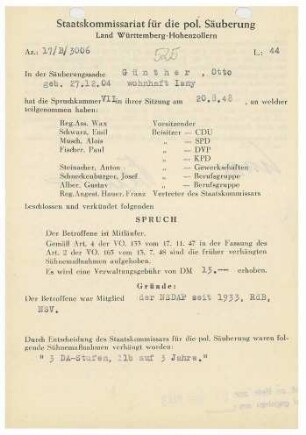 Staatskommissariat für die pol. Säuberung
Land Württemberg-Hohenzollern
Az.: 17/B/3006
525
L: 44
In der Säuberungssache Günther, Otto
geb. 27.12.04 wohnhaft Isny
hat die Spruchkammer VII in ihrer Sitzung am 20.8.48, an welcher
teilgenommen haben:
Reg.Ass. Wax Vorsitzender
Schwarz, Emil Beisitzer - CDU
Musch, Alois „ - SPD
Fischer, Paul „ - DVP
„ - KPD
Steinacher, Anton „ - Gewerkschaften
Schneckenburger, Josef „ - Berufsgruppe
Alber, Gustav „ - Berufsgruppe
Reg.Angest. Hauer, Franz Vertreter des Staatskommissars
beschlossen und verkündet folgenden
SPRUCH
Der Betroffene ist Mitläufer.
Gemäß Art. 4 der VO. 133 vom 17. 11. 47 in der Fassung des
Art. 2 der VO. 165 vom 13. 7. 48 sind die früher verhängten
Sühnemaßnahmen aufgehoben.
Es wird eine Verwaltungsgebühr von DM 15.-- erhoben.
Gründe:
Der Betroffene war Mitglied der NSDAP seit 1933, RdB,
NSV.
Durch Entscheidung des Staatskommissars für die pol. Säuberung waren fol-
gende Sühnemaßnahmen verhängt worden:
"3 DA-Stufen, 11b auf 3 Jahre."